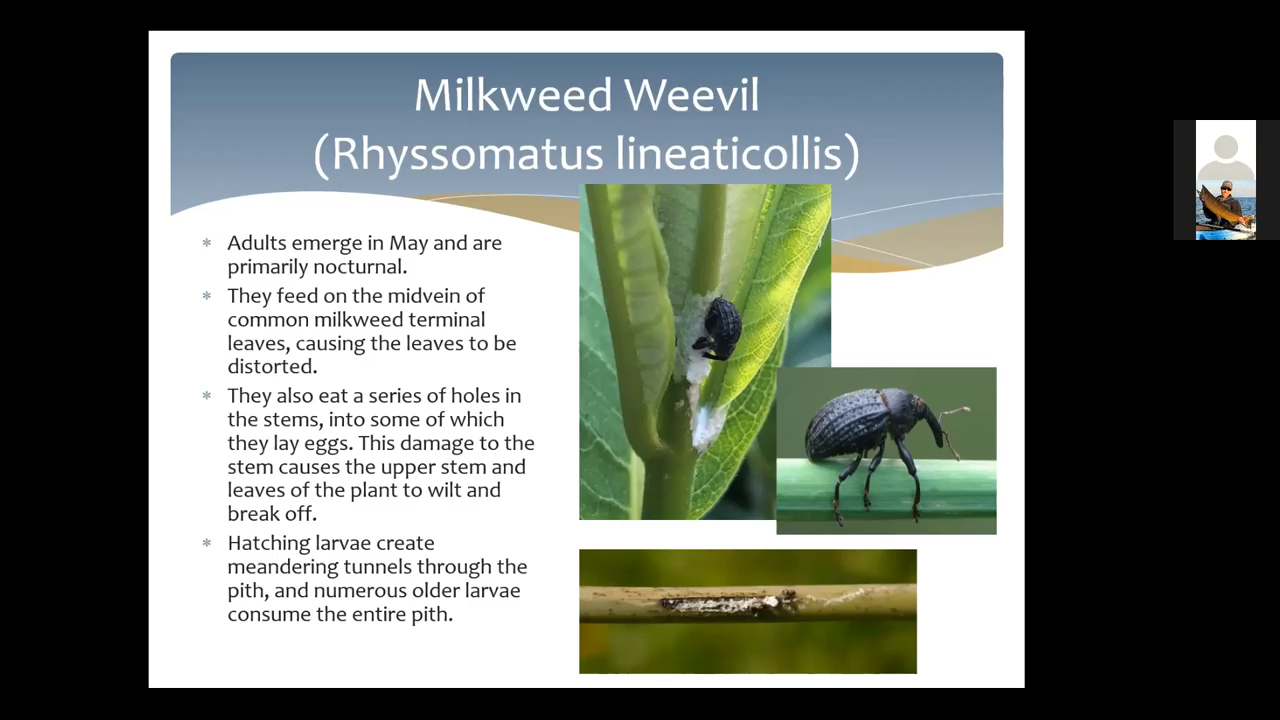 Milkweed Weevil
(Rhyssomatus lineaticollis)
* Adults emerge in May and are
primarily nocturnal.
* They feed on the midvein of
common milkweed terminal
leaves, causing the leaves to be
distorted.
* They also eat a series of holes in
the stems, into some of which
they lay eggs. This damage to the
stem causes the upper stem and
leaves of the plant to wilt and
break off.
* Hatching larvae create
meandering tunnels through the
pith, and numerous older larvae
consume the entire pith.